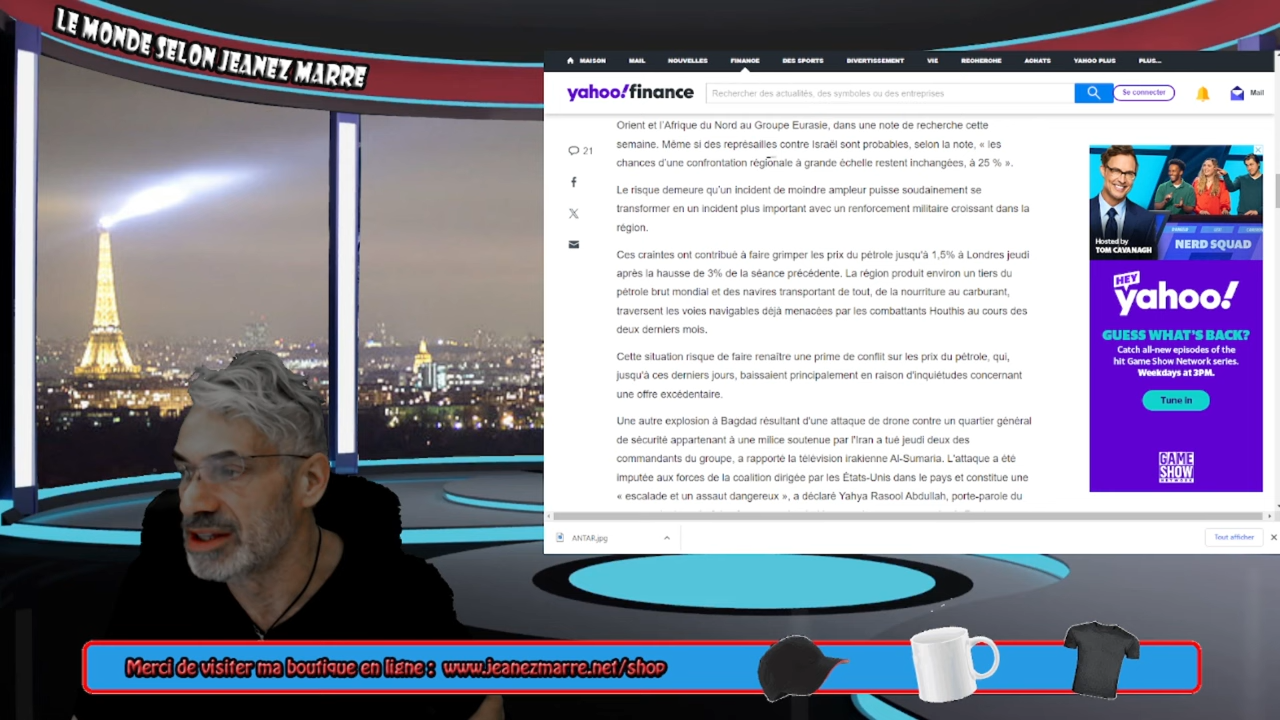 LE MONDE SELON JEANEZ MARRE
MAISON MAIL NOUVELLES FINANCE DES SPORTS DIVERTISSEMENT VIE RECHERCHE ACHATS YAHOO PLUS PLUS...
yahoo!finance
Rechercher des actualités, des symboles ou des entreprises
Se connecter
Mail
21
Orient et l'Afrique du Nord au Groupe Eurasie, dans une note de recherche cette
semaine. Même si des représailles contre Israël sont probables, selon la note, « les
chances d'une confrontation régionale à grande échelle restent inchangées, à 25 % ».
Le risque demeure qu'un incident de moindre ampleur puisse soudainement se
transformer en un incident plus important avec un renforcement militaire croissant dans la
région.
Ces craintes ont contribué à faire grimper les prix du pétrole jusqu'à 1,5% à Londres jeudi
après la hausse de 3% de la séance précédente. La région produit environ un tiers du
pétrole brut mondial et des navires transportant de tout, de la nourriture au carburant,
traversent les voies navigables déjà menacées par les combattants Houthis au cours des
deux derniers mois.
Cette situation risque de faire renaître une prime de conflit sur les prix du pétrole, qui,
jusqu'à ces derniers jours, baissaient principalement en raison d'inquiétudes concernant
une offre excédentaire.
Une autre explosion à Bagdad résultant d'une attaque de drone contre un quartier général
de sécurité appartenant à une milice soutenue par l'Iran a tué jeudi deux des
commandants du groupe, a rapporté la télévision irakienne Al-Sumaria. L'attaque a été
imputée aux forces de la coalition dirigée par les États-Unis dans le pays et constitue une
« escalade et un assaut dangereux », a déclaré Yahya Rasool Abdullah, porte-parole du
Hosted by
TOM CAVANAGH
NERD SQUAD
HEY
yahoo!
GUESS WHAT'S BACK?
Catch all-new episodes of the
hit Game Show Network series.
Weekdays at 3PM.
Tune in
GAME
SHOW
NETWORK
ANTAR.jpg
Tout afficher
Merci de visiter ma boutique en ligne : www.jeanezmarre.net/shop